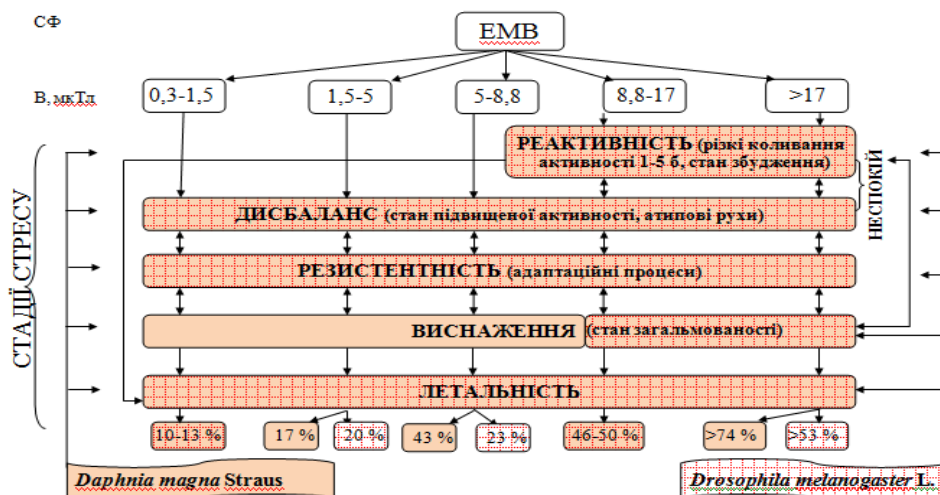 СФ
ЕМВ
В, мкТл
0,3-1,5
1,5-5
5-8,8
8,8-17
>17
РЕАКТИВНІСТЬ (різкі коливання
активності 1-5 б, стан збудження)
НЕСПОКІЙ
СТАДІЇ СТРЕСУ
ДИСБАЛАНС (стан підвищеної активності, атипові рухи)
РЕЗИСТЕНТНІСТЬ (адаптаційні процеси)
ВИСНАЖЕННЯ (стан загальмованості)
ЛЕТАЛЬНІСТЬ
10-13 %
17 %
20 %
43 %
23 %
46-50 %
>74 %
>53 %
Daphnia magna Straus
Drosophila melanogaster L.